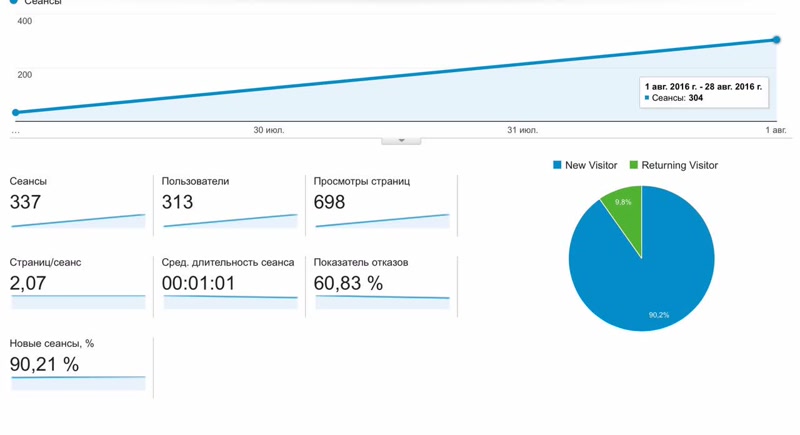 Сеансы
400
200
1 авг. 2016 г. - 28 авг. 2016 г.
Сеансы: 304
...
30 июл.
31 июл.
1 авг.
New Visitor
Returning Visitor
Сеансы
337
Пользователи
313
Просмотры страниц
698
Страниц/сеанс
2,07
Сред. длительность сеанса
00:01:01
Показатель отказов
60,83 %
Новые сеансы, %
90,21 %
9,8%
90,2%